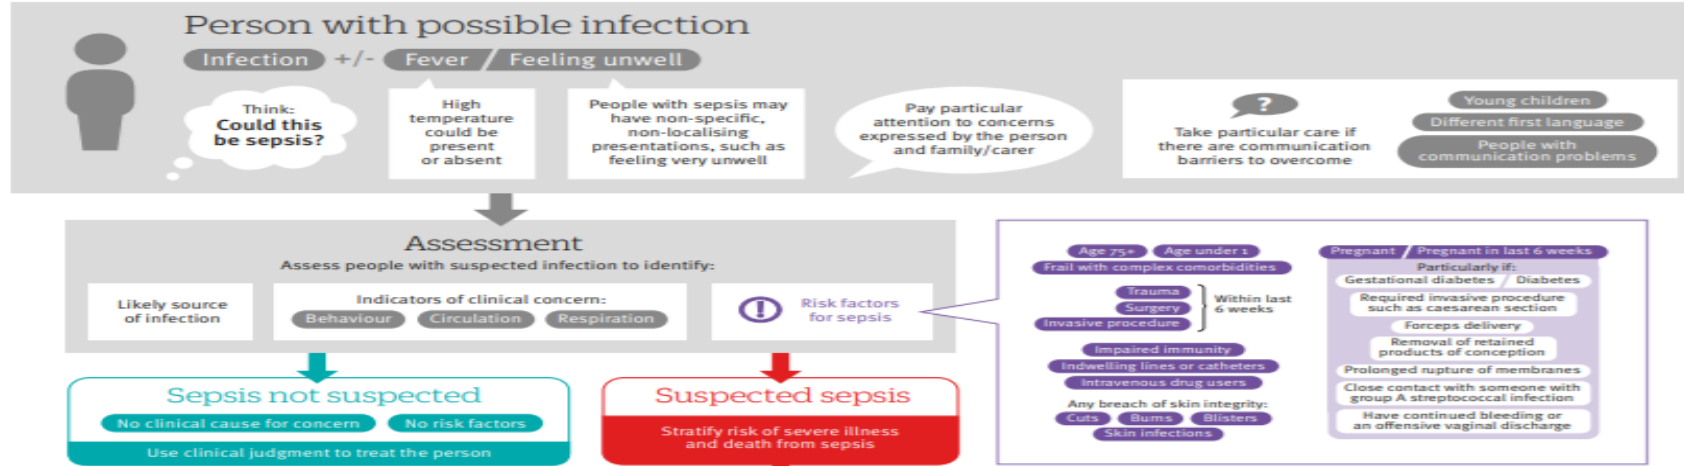 Person with possible infection
Infection +/- Fever / Feeling unwell
Think:
Could this
be sepsis?
High
temperature
could be
present
or absent
People with sepsis may
have non-specific,
non-localising
presentations, such as
feeling very unwell
Pay particular
attention to concerns
expressed by the person
and family/carer
?
Take particular care if
there are communication
barriers to overcome
Young children
Different first language
People with
communication problems
Assessment
Assess people with suspected infection to identify:
Likely source
of infection
Indicators of clinical concern:
Behaviour Circulation Respiration
!
Risk factors
for sepsis
Age 75+ Age under 1
Frail with complex comorbidities
Trauma
Surgery
Invasive procedure
Within last
6 weeks
Impaired immunity
Indwelling lines or catheters
Intravenous drug users
Any breach of skin integrity:
Cuts Burns Blisters
Skin infections
Pregnant / Pregnant in last 6 weeks
Particularly if:
Gestational diabetes / Diabetes
Required invasive procedure
such as caesarean section
Forceps delivery
Removal of retained
products of conception
Prolonged rupture of membranes
Close contact with someone with
group A streptococcal infection
Have continued bleeding or
an offensive vaginal discharge
Sepsis not suspected
No clinical cause for concern No risk factors
Use clinical judgment to treat the person
Suspected sepsis
Stratify risk of severe illness
and death from sepsis